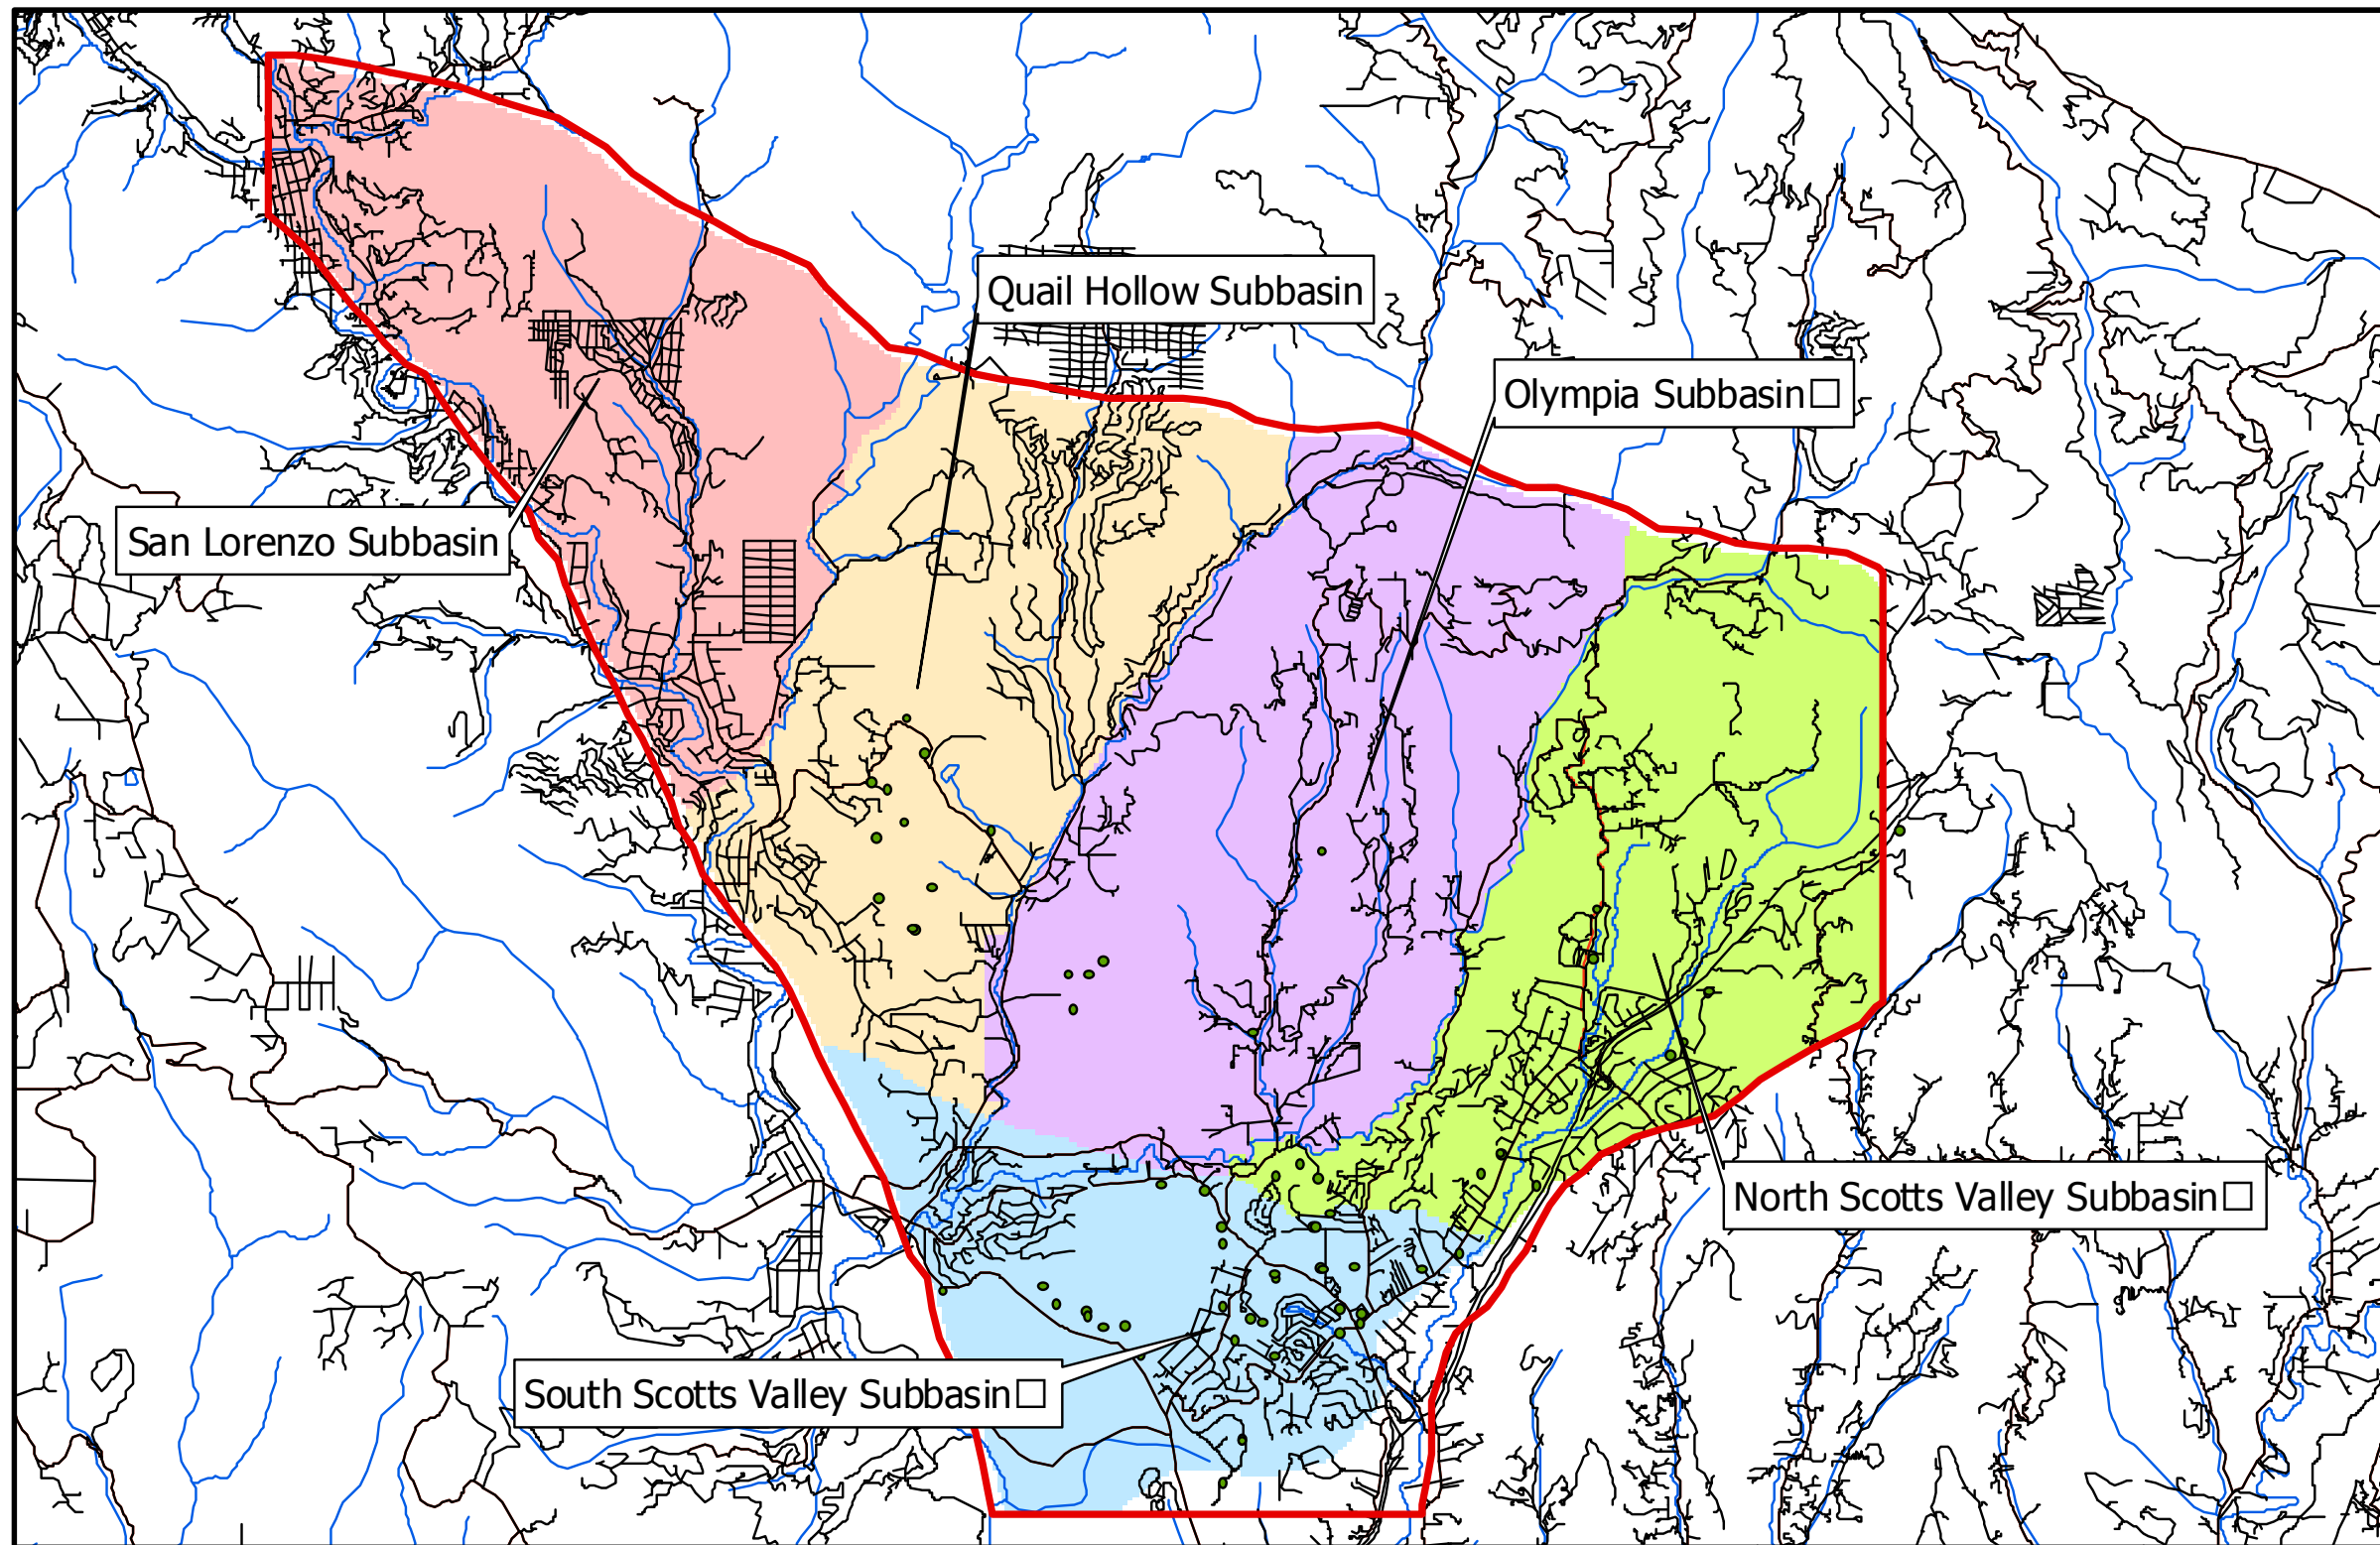 Quail Hollow Subbasin
Olympia Subbasin□
San Lorenzo Subbasin
North Scotts Valley Subbasin□
South Scotts Valley Subbasin□